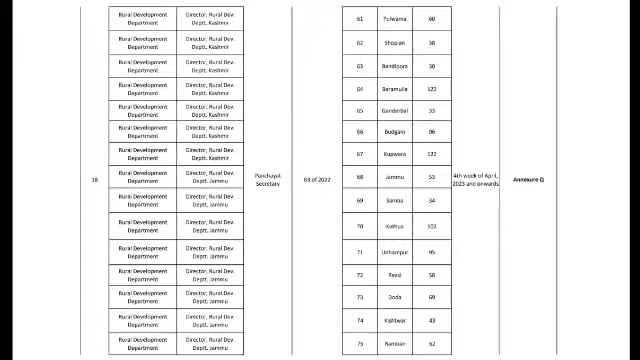 Rural Development Department Director, Rural Dev. Deptt. Kashmir 61 Pulwama 60
Rural Development Department Director, Rural Dev. Deptt. Kashmir 62 Shopian 38
Rural Development Department Director, Rural Dev. Deptt. Kashmir 63 Bandipora 30
Rural Development Department Director, Rural Dev. Deptt. Kashmir 64 Baramulla 122
Rural Development Department Director, Rural Dev. Deptt. Kashmir 65 Ganderbal 33
Rural Development Department Director, Rural Dev. Deptt. Kashmir 66 Budgam 96
Rural Development Department Director, Rural Dev. Deptt. Kashmir 67 Kupwara 122
18 Rural Development Department Director, Rural Dev. Deptt. Jammu Panchayat Secretary 03 of 2022 68 Jammu 53 4th week of April, 2023 and onwards Annexure Q
Rural Development Department Director, Rural Dev. Deptt. Jammu 69 Samba 34
Rural Development Department Director, Rural Dev. Deptt. Jammu 70 Kathua 102
Rural Development Department Director, Rural Dev. Deptt. Jammu 71 Udhampur 95
Rural Development Department Director, Rural Dev. Deptt. Jammu 72 Reasi 58
Rural Development Department Director, Rural Dev. Deptt. Jammu 73 Doda 69
Rural Development Department Director, Rural Dev. Deptt. Jammu 74 Kishtwar 43
Rural Development Department Director, Rural Dev. Deptt. Jammu 75 Ramban 62